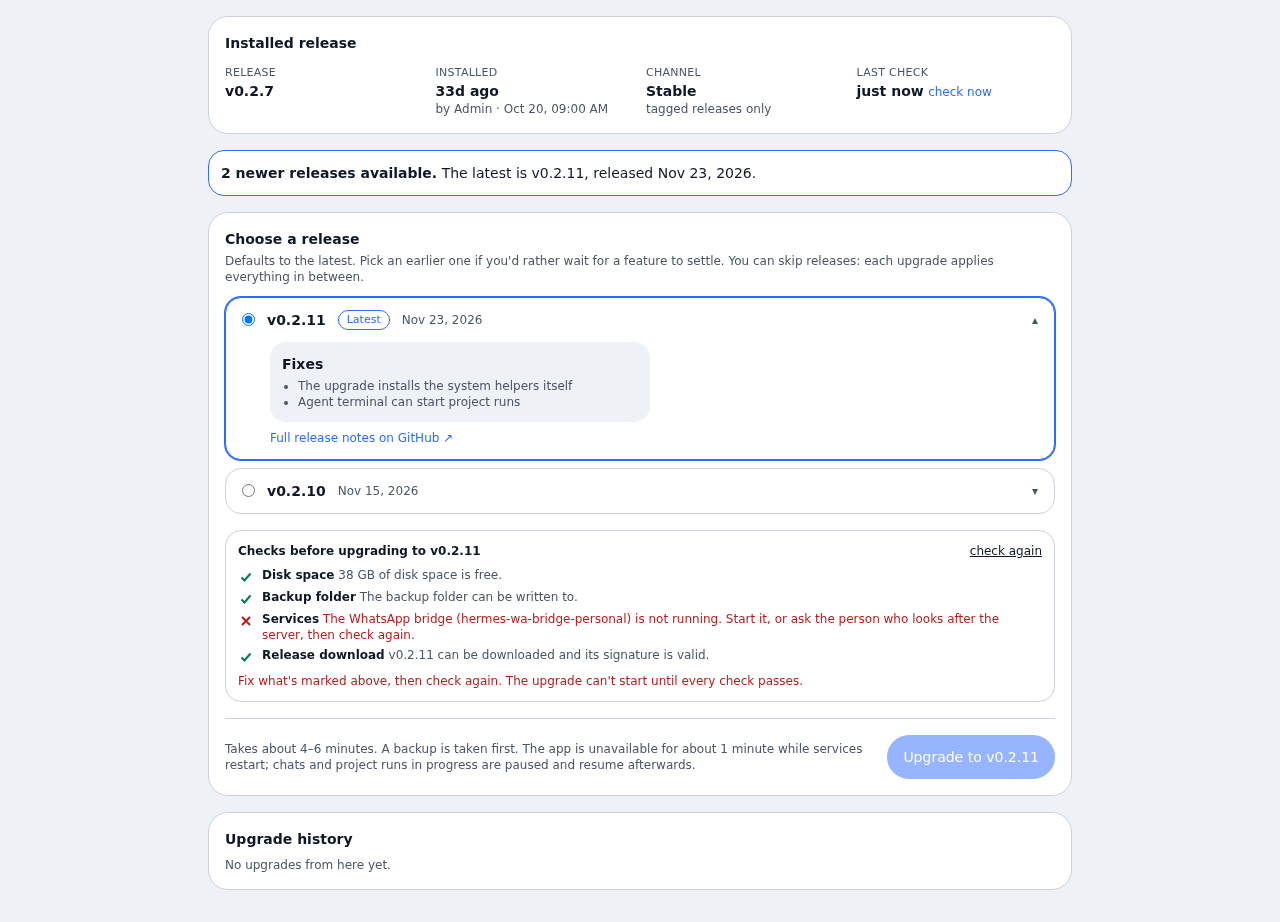 Installed release
RELEASE
v0.2.7
INSTALLED
33d ago
by Admin · Oct 20, 09:00 AM
CHANNEL
Stable
tagged releases only
LAST CHECK
just now check now
2 newer releases available. The latest is v0.2.11, released Nov 23, 2026.
Choose a release
Defaults to the latest. Pick an earlier one if you'd rather wait for a feature to settle. You can skip releases: each upgrade applies
everything in between.
v0.2.11 Latest Nov 23, 2026 ▴
Fixes
• The upgrade installs the system helpers itself
• Agent terminal can start project runs
Full release notes on GitHub ↗
v0.2.10 Nov 15, 2026 ▾
Checks before upgrading to v0.2.11 check again
Disk space 38 GB of disk space is free.
Backup folder The backup folder can be written to.
Services The WhatsApp bridge (hermes-wa-bridge-personal) is not running. Start it, or ask the person who looks after the
server, then check again.
Release download v0.2.11 can be downloaded and its signature is valid.
Fix what's marked above, then check again. The upgrade can't start until every check passes.
Takes about 4–6 minutes. A backup is taken first. The app is unavailable for about 1 minute while services
restart; chats and project runs in progress are paused and resume afterwards.
Upgrade to v0.2.11
Upgrade history
No upgrades from here yet.